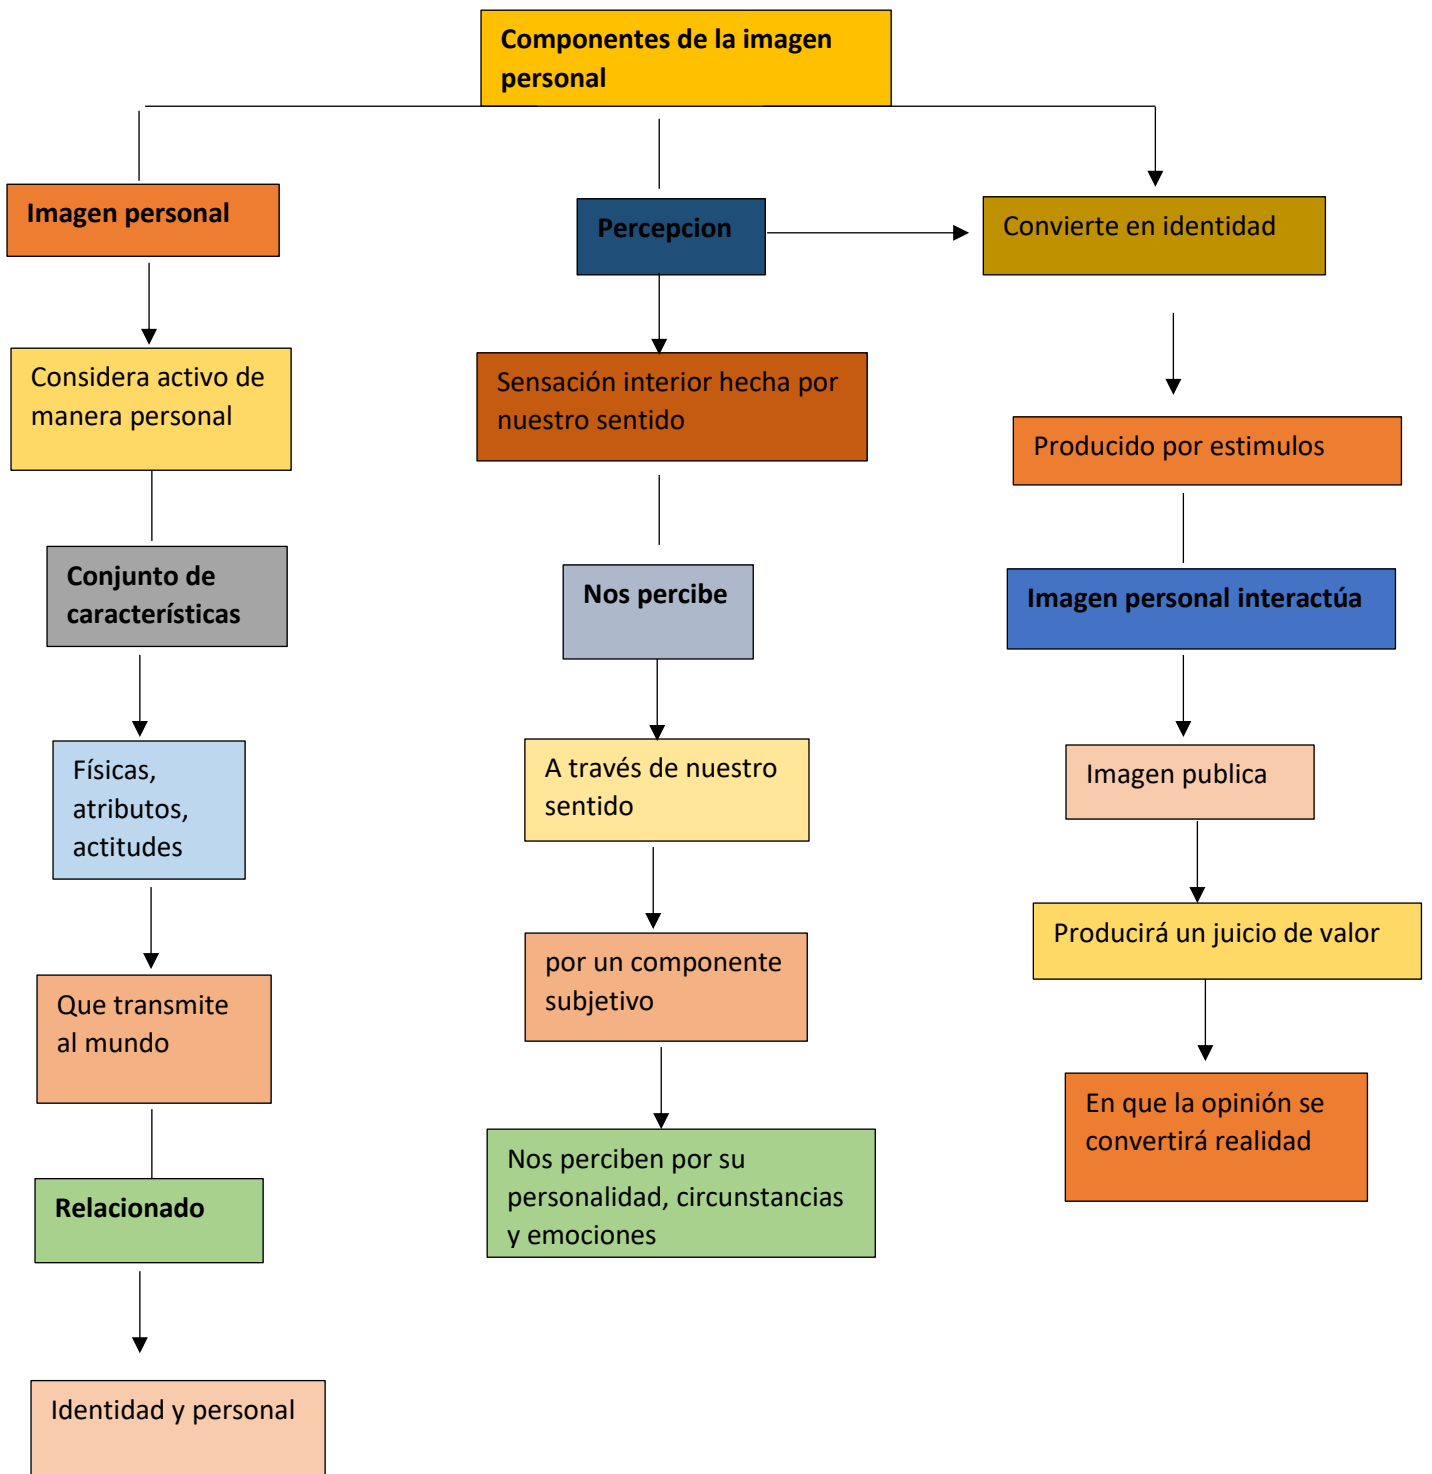 Componentes de la imagen
personal
Imagen personal
Considera activo de
manera personal
Conjunto de
características
Físicas,
atributos,
actitudes
Que transmite
al mundo
Relacionado
Identidad y personal
Percepcion
Sensación interior hecha por
nuestro sentido
Nos percibe
A través de nuestro
sentido
por un componente
subjetivo
Nos perciben por su
personalidad, circunstancias
y emociones
Convierte en identidad
Producido por estimulos
Imagen personal interactúa
Imagen publica
Producirá un juicio de valor
En que la opinión se
convertirá realidad